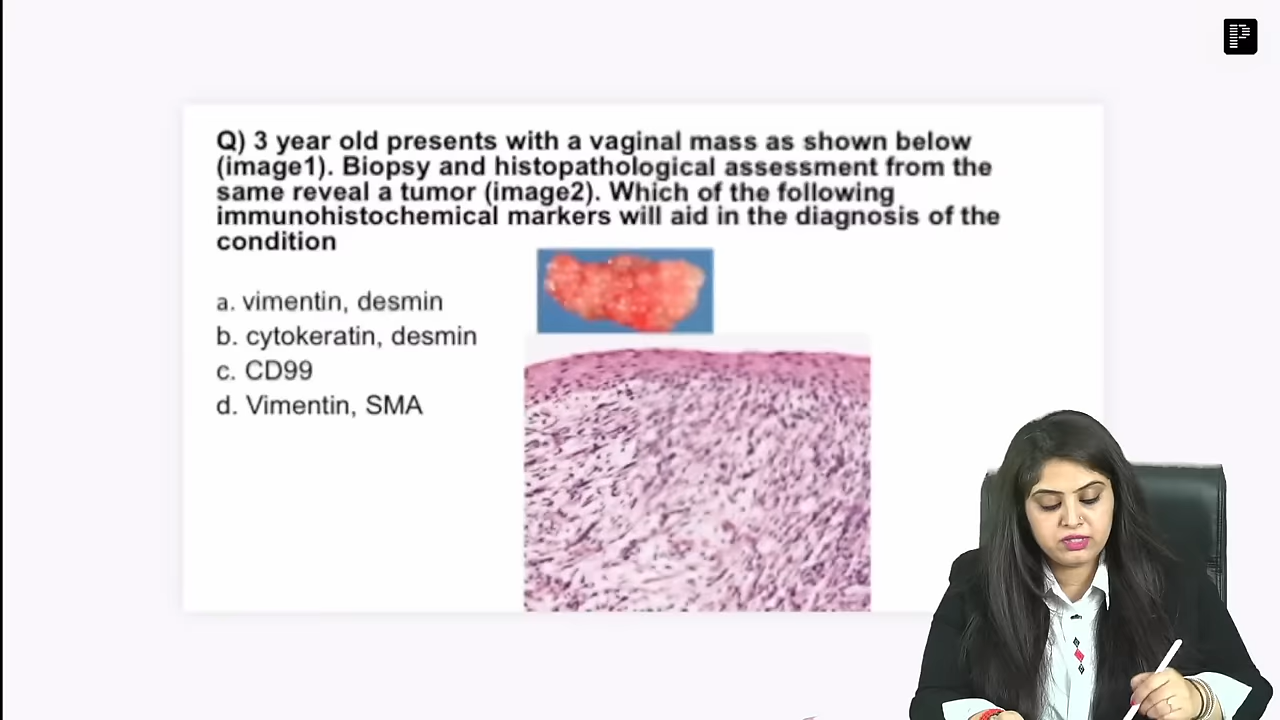 Q) 3 year old presents with a vaginal mass as shown below
(image1). Biopsy and histopathological assessment from the
same reveal a tumor (image2). Which of the following
immunohistochemical markers will aid in the diagnosis of the
condition
a. vimentin, desmin
b. cytokeratin, desmin
c. CD99
d. Vimentin, SMA